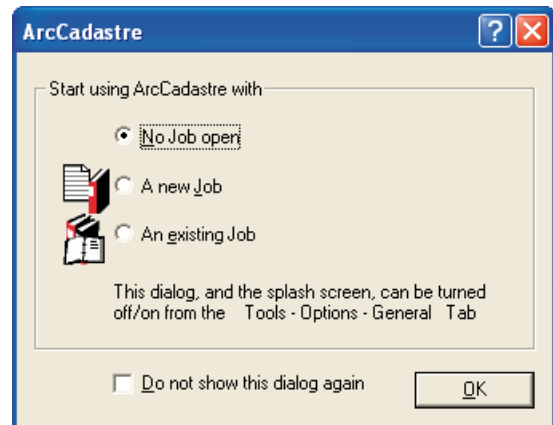 ArcCadastre
Start using ArcCadastre with
No Job open
A new Job
An existing Job
This dialog, and the splash screen, can be turned
off/on from the Tools - Options - General Tab
Do not show this dialog again
OK